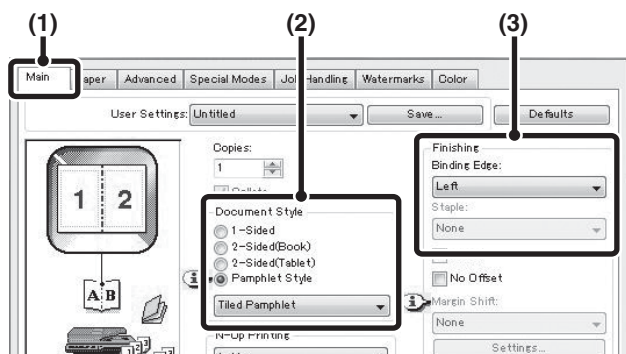 (1) (2) (3)
Main Paper Advanced Special Modes Job Handling Watermarks Color
User Settings: Untitled Save... Defaults
1 2
A B
Copies:
1
Document Style
1-Sided
2-Sided(Book)
2-Sided(Tablet)
Pamphlet Style
Tiled Pamphlet
Finishing
Binding Edge:
Left
Staple:
None
No Offset
Margin Shift:
None
Settings...